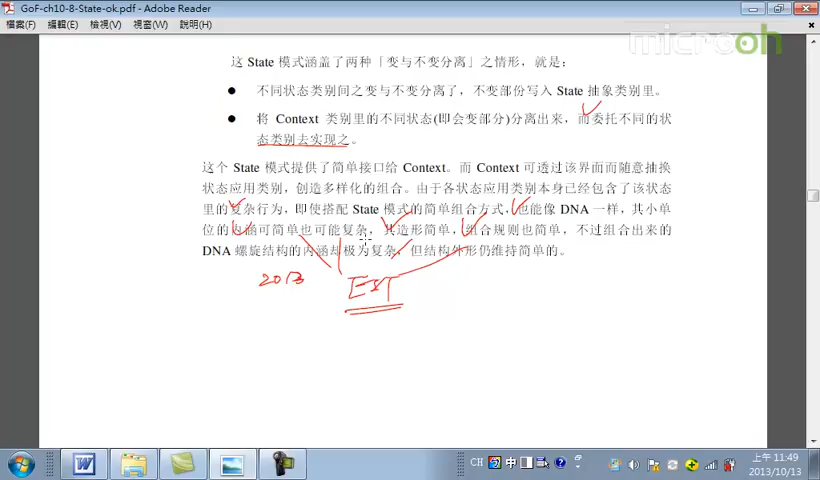 GoF-ch10-8-State-ok.pdf - Adobe Reader
檔案(F) 編輯(E) 檢視(V) 視窗(W) 說明(H)
microoh
这 State 模式涵盖了两种「变与不变分离」之情形，就是：
● 不同状态类别间之变与不变分离了，不变部份写入 State 抽象类别里。
● 将 Context 类别里的不同状态(即会变部分)分离出来，而委托不同的状
态类别去实现之。
这个 State 模式提供了简单接口给 Context。而 Context 可透过该界面而随意抽换
状态应用类别，创造多样化的组合。由于各状态应用类别本身已经包含了该状态
里的复杂行为，即使搭配 State 模式的简单组合方式，也能像 DNA 一样，其小单
位的内涵可简单也可能复杂，其造形简单，组合规则也简单，不过组合出来的
DNA 螺旋结构的内涵却极为复杂，但结构外形仍维持简单的。
2013
EIT
CH 中
上午 11:49
2013/10/13